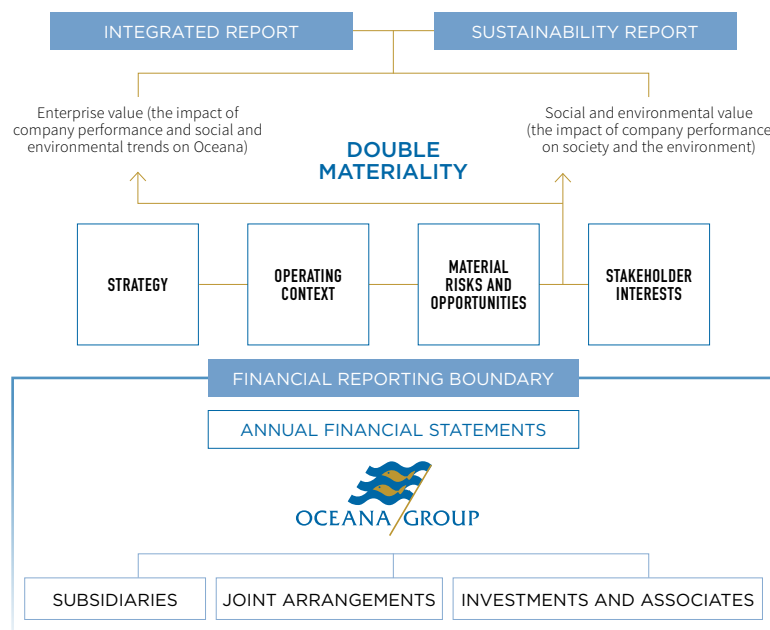 INTEGRATED REPORT
SUSTAINABILITY REPORT
Enterprise value (the impact of
company performance and social and
environmental trends on Oceana)
Social and environmental value
(the impact of company performance
on society and the environment)
DOUBLE
MATERIALITY
STRATEGY
OPERATING
CONTEXT
MATERIAL
RISKS AND
OPPORTUNITIES
STAKEHOLDER
INTERESTS
FINANCIAL REPORTING BOUNDARY
ANNUAL FINANCIAL STATEMENTS
OCEANA GROUP
SUBSIDIARIES
JOINT ARRANGEMENTS
INVESTMENTS AND ASSOCIATES